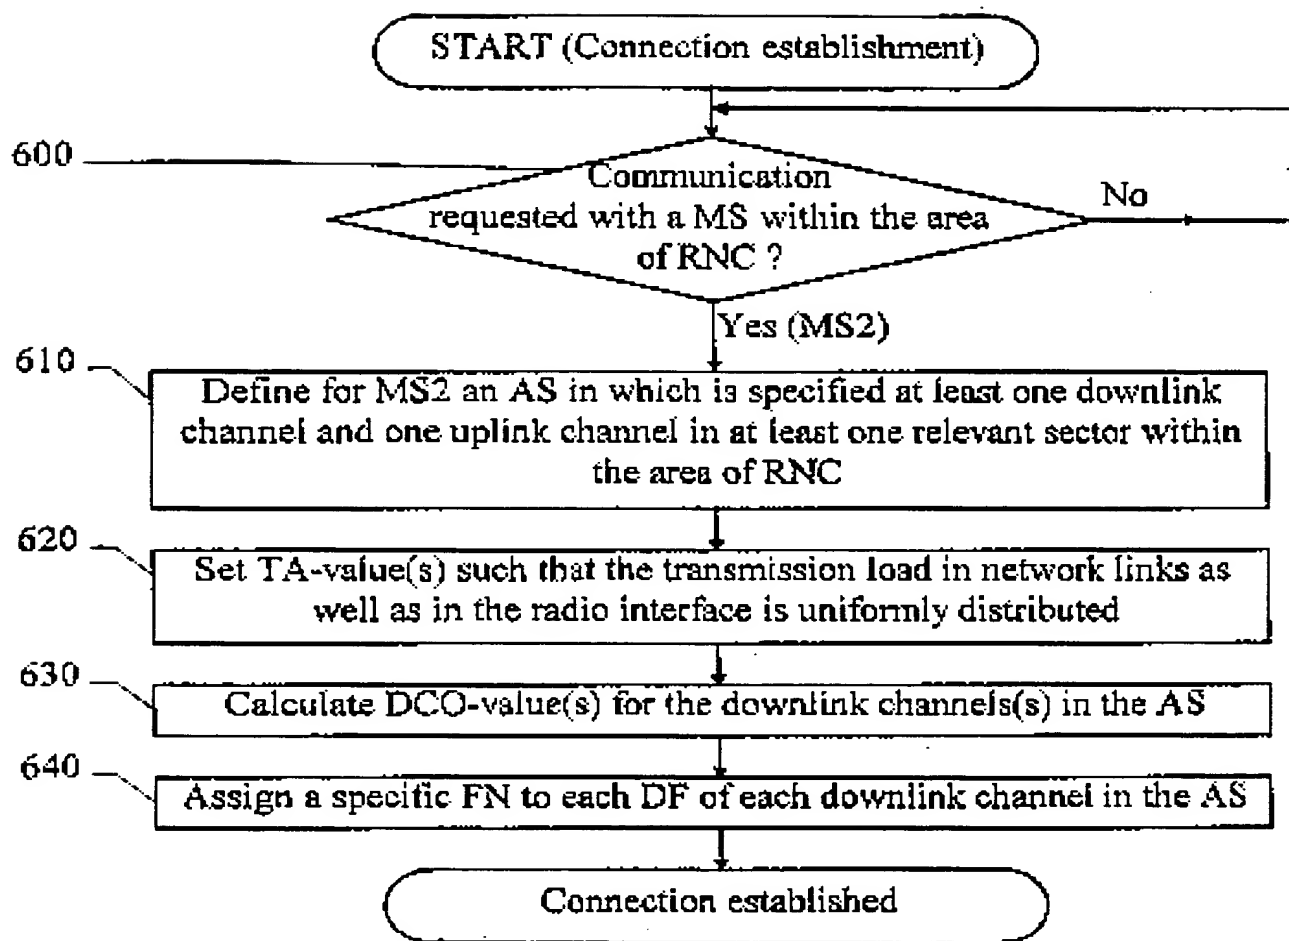 START (Connection establishment)
600
Communication
requested with a MS within the area
of RNC ?
No
Yes (MS2)
610
Define for MS2 an AS in which is specified at least one downlink
channel and one uplink channel in at least one relevant sector within
the area of RNC
620
Set TA-value(s) such that the transmission load in network links as
well as in the radio interface is uniformly distributed
630
Calculate DCO-value(s) for the downlink channels(s) in the AS
640
Assign a specific FN to each DF of each downlink channel in the AS
Connection established